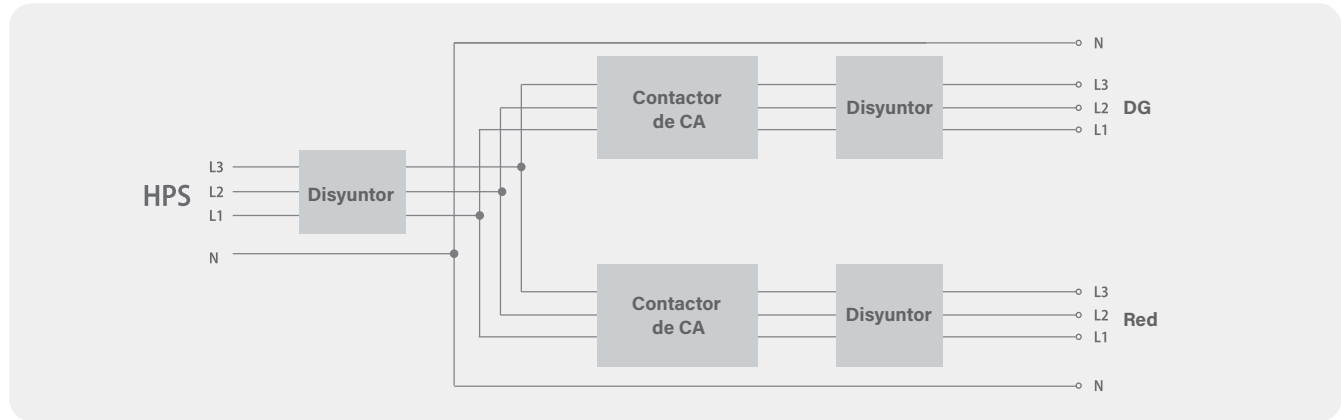 N
Contactor
de CA
Disyuntor
L3
L2
DG
L1
HPS
L3
L2
L1
Disyuntor
N
Contactor
de CA
Disyuntor
L3
L2
Red
L1
N